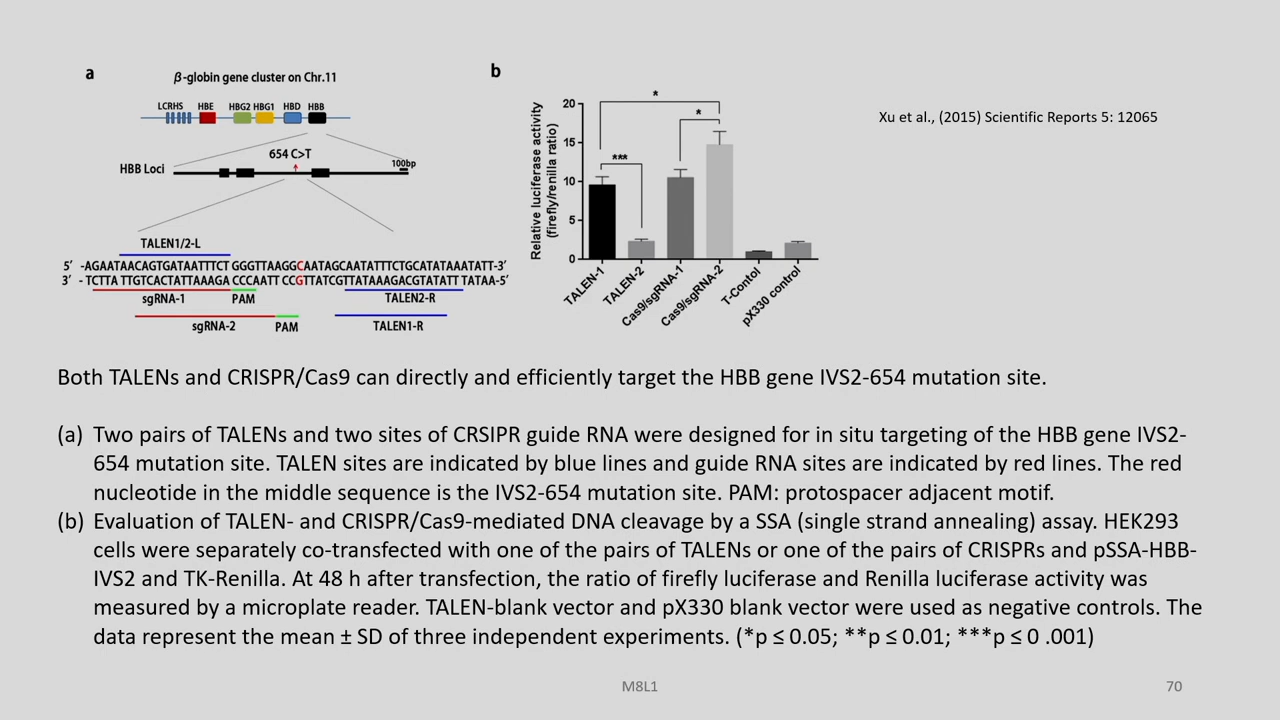 a
β-globin gene cluster on Chr.11
LCRHS HBE HBG2 HBG1 HBD HBB
654 C>T
100bp
HBB Loci
TALEN1/2-L
5' -AGAATAACAGTGATAATTTCT GGGTTAAGGCAATAGCAATATTTCTGCATATAAATATT-3'
3' -TCTTA TTGTCACTATTAAAGA CCCAATT CCGTTATCGTTATAAAGACGTATATT TATAA-5'
sgRNA-1 PAM TALEN2-R
sgRNA-2 PAM TALEN1-R
b
Relative luciferase activity
(firefly/renilla ratio)
20
15
10
5
0
*
*
***
TALEN-1
TALEN-2
Cas9/sgRNA-1
Cas9/sgRNA-2
T-Contol
pX330 control
Xu et al., (2015) Scientific Reports 5: 12065
Both TALENs and CRISPR/Cas9 can directly and efficiently target the HBB gene IVS2-654 mutation site.
(a) Two pairs of TALENs and two sites of CRSIPR guide RNA were designed for in situ targeting of the HBB gene IVS2-
654 mutation site. TALEN sites are indicated by blue lines and guide RNA sites are indicated by red lines. The red
nucleotide in the middle sequence is the IVS2-654 mutation site. PAM: protospacer adjacent motif.
(b) Evaluation of TALEN- and CRISPR/Cas9-mediated DNA cleavage by a SSA (single strand annealing) assay. HEK293
cells were separately co-transfected with one of the pairs of TALENs or one of the pairs of CRISPRs and pSSA-HBB-
IVS2 and TK-Renilla. At 48 h after transfection, the ratio of firefly luciferase and Renilla luciferase activity was
measured by a microplate reader. TALEN-blank vector and pX330 blank vector were used as negative controls. The
data represent the mean ± SD of three independent experiments. (*p ≤ 0.05; **p ≤ 0.01; ***p ≤ 0 .001)
M8L1
70